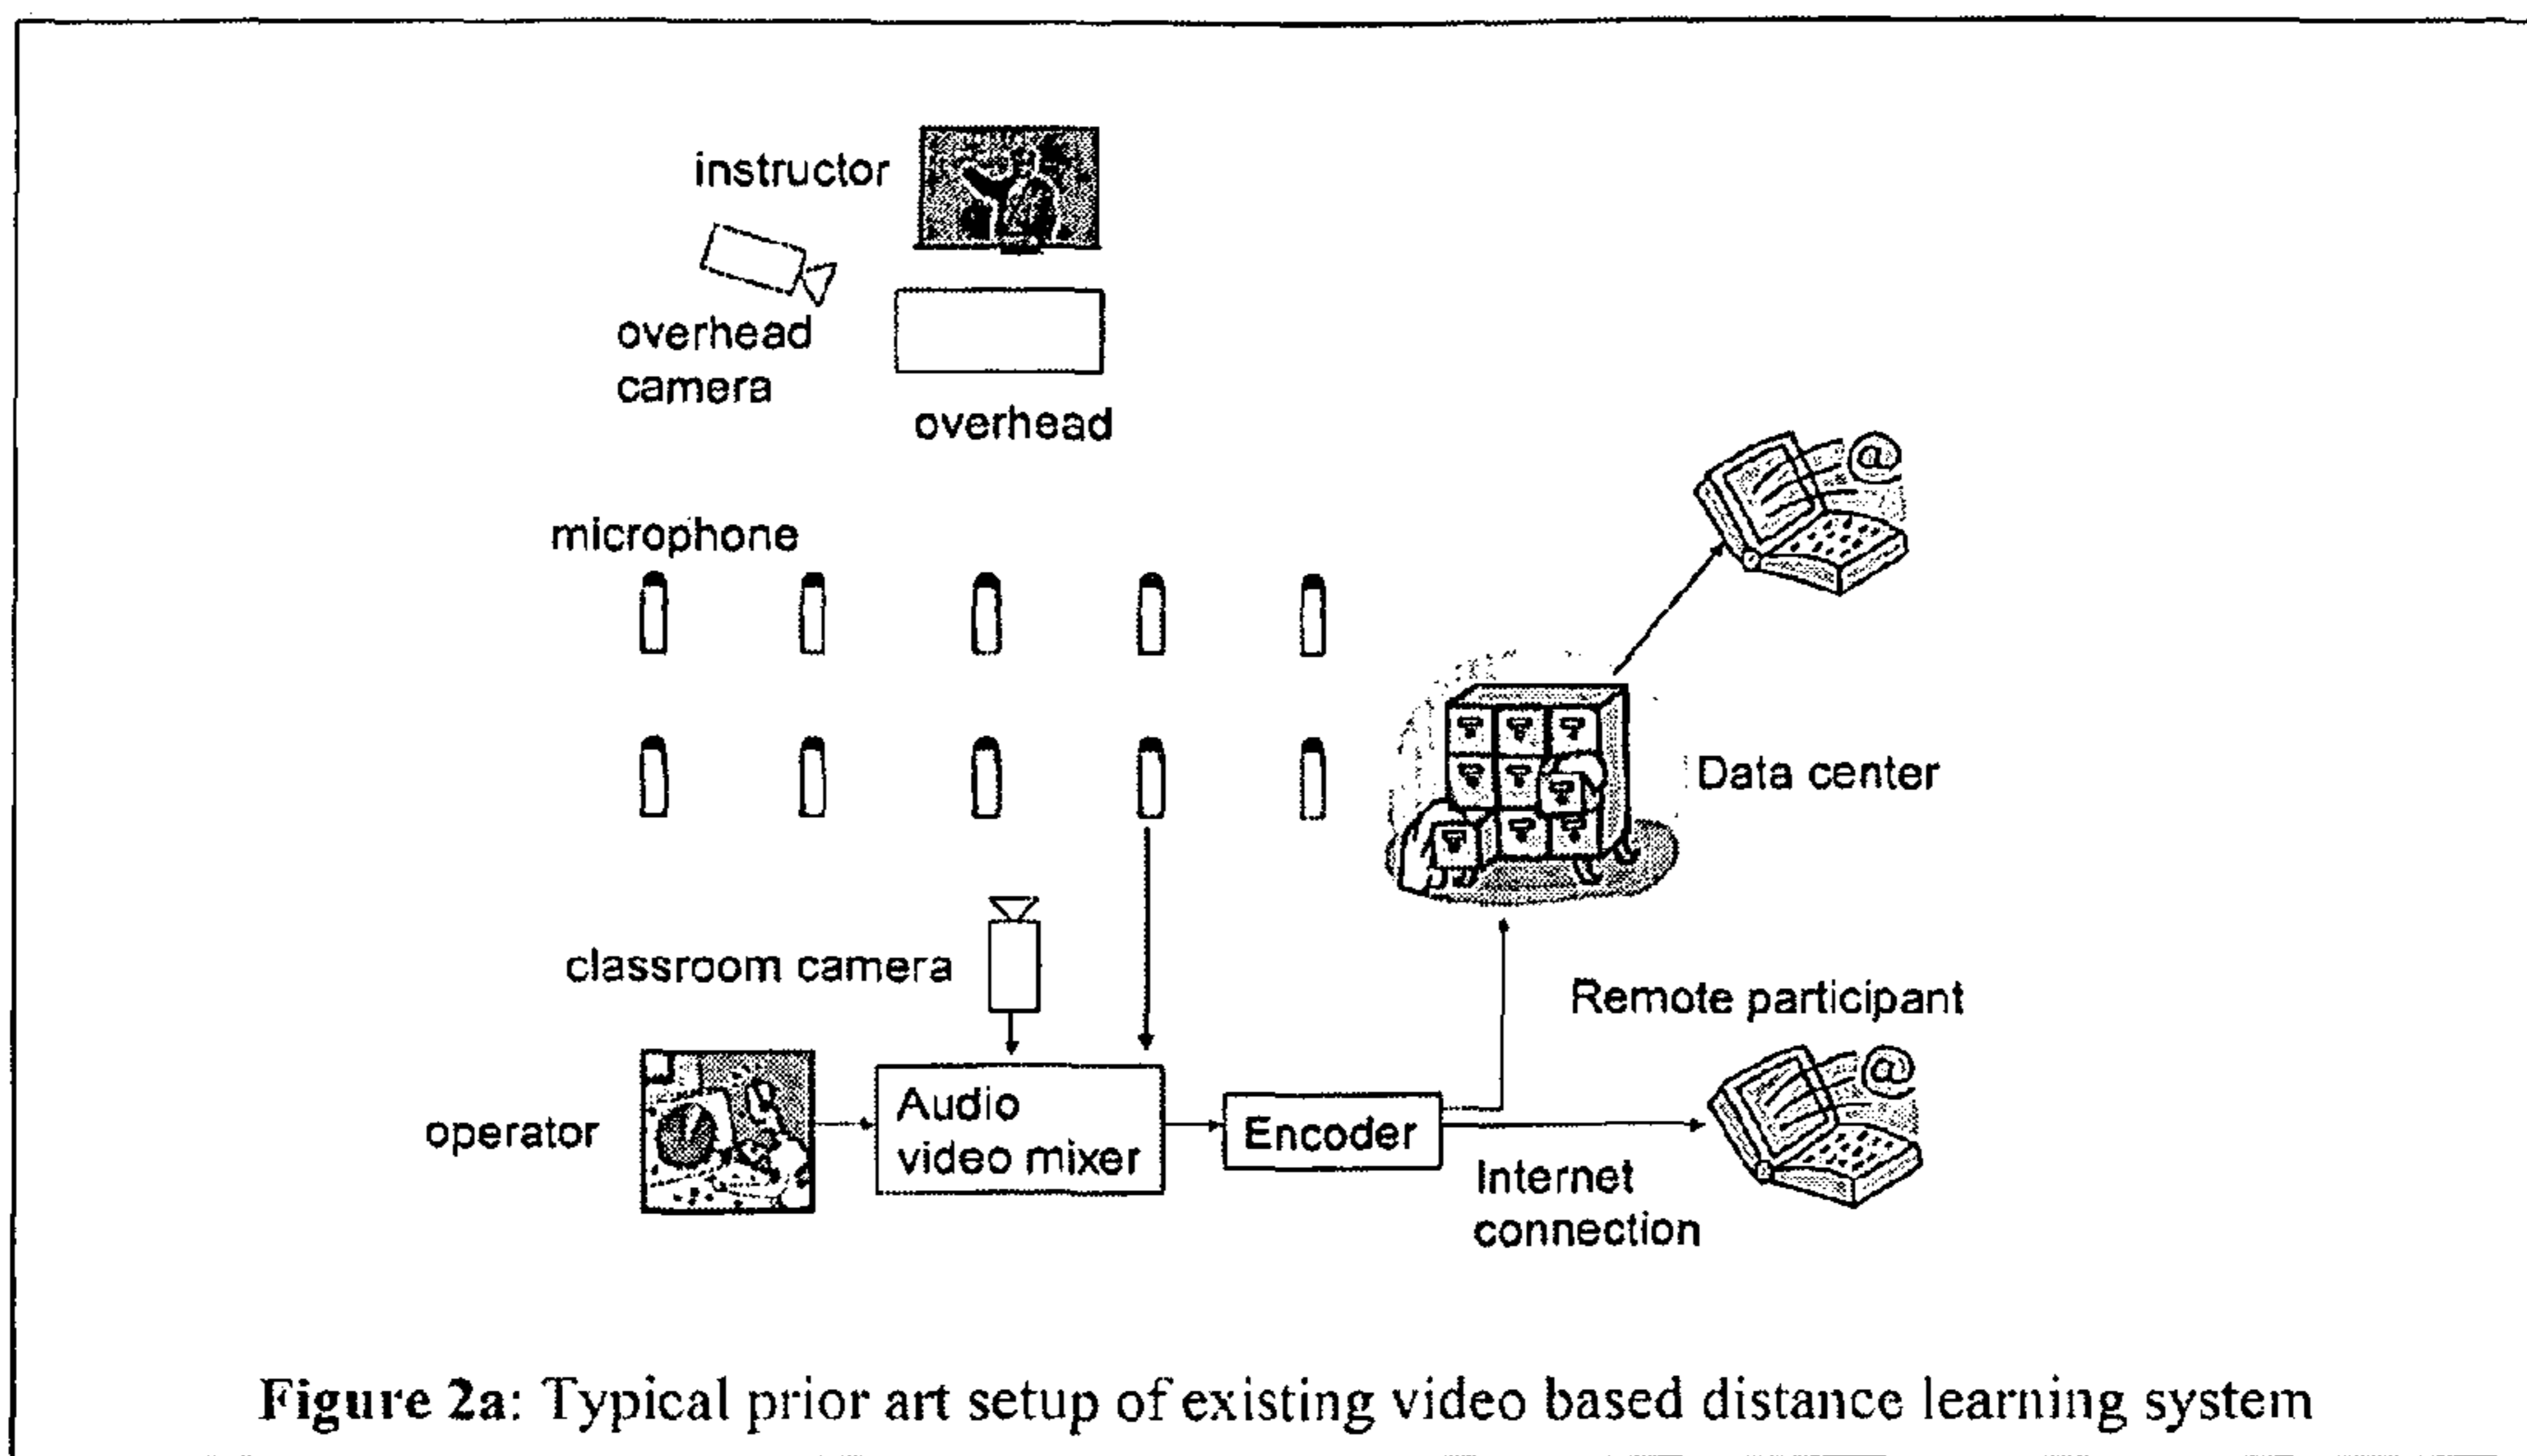 instructor
overhead
camera
overhead
microphone
Data center
classroom camera
Remote participant
operator
Audio
video mixer
Encoder
Internet
connection
@
@
Figure 2a: Typical prior art setup of existing video based distance learning system